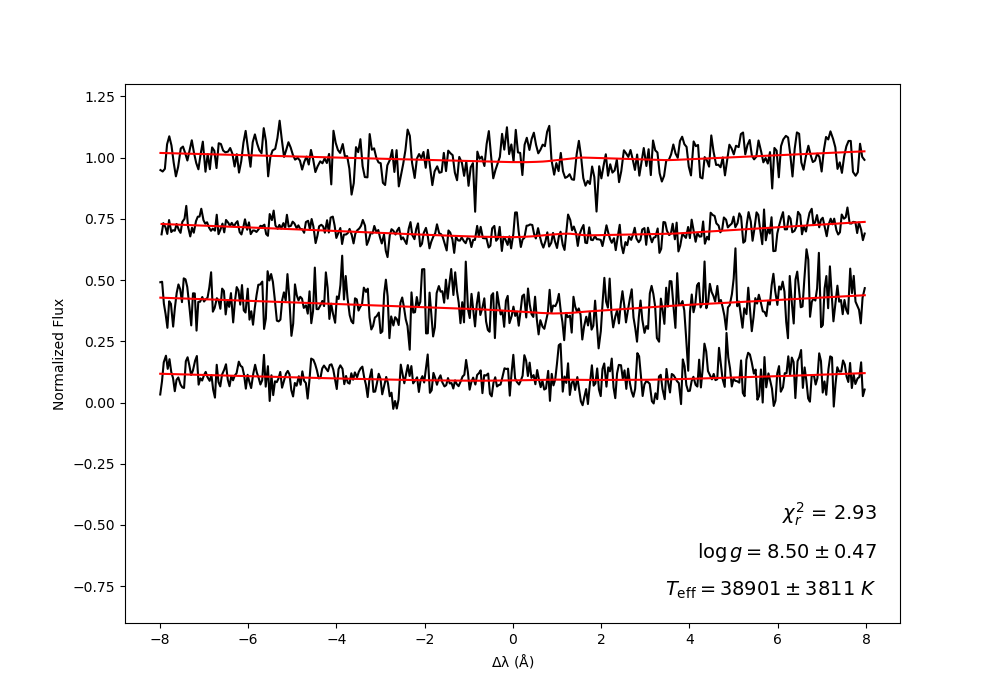 1.25
1.00
0.75
0.50
0.25
0.00
−0.25
−0.50
−0.75
Normalized Flux
χ²ᵣ = 2.93
log g = 8.50 ± 0.47
T_eff = 38901 ± 3811 K
−8 −6 −4 −2 0 2 4 6 8
Δλ (Å)